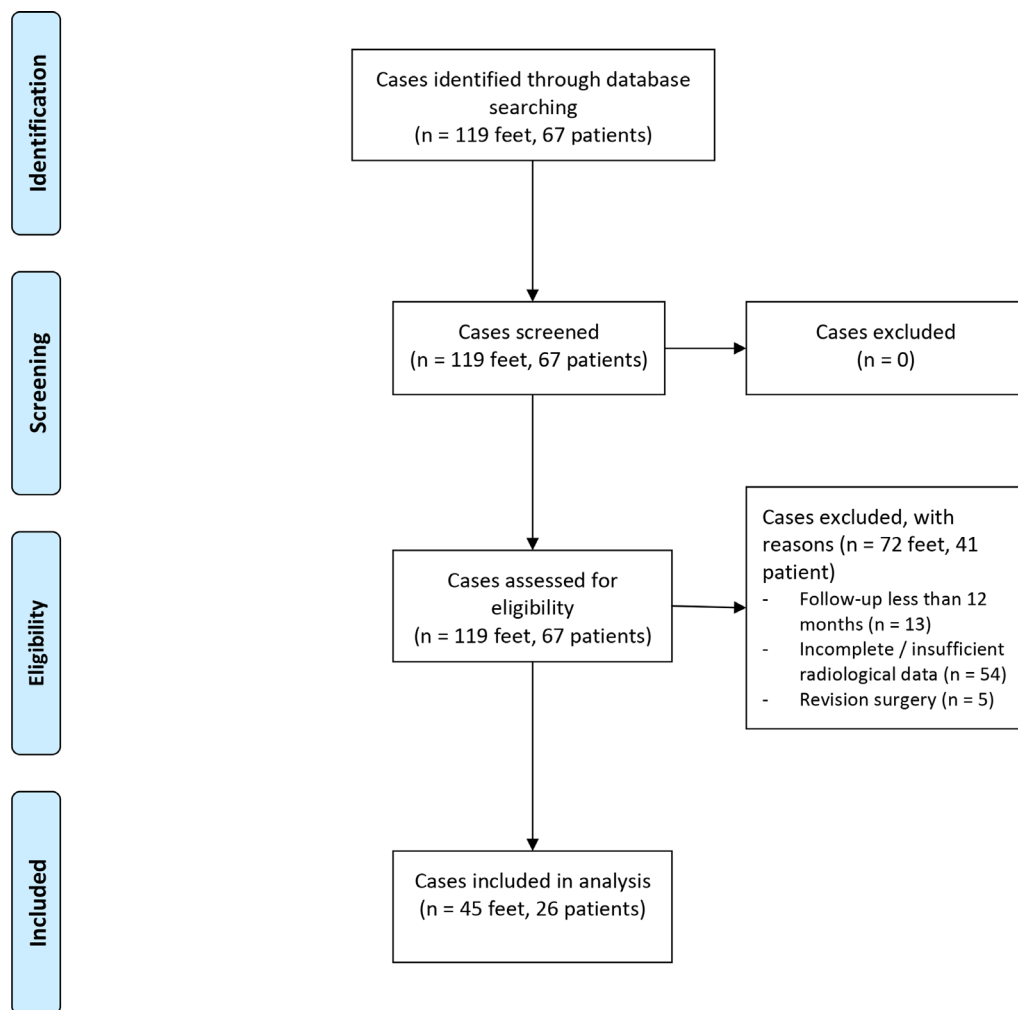 Identification
Cases identified through database
searching
(n = 119 feet, 67 patients)
Screening
Cases screened
(n = 119 feet, 67 patients)
Cases excluded
(n = 0)
Eligibility
Cases assessed for
eligibility
(n = 119 feet, 67 patients)
Cases excluded, with
reasons (n = 72 feet, 41
patient)
- Follow-up less than 12
months (n = 13)
- Incomplete / insufficient
radiological data (n = 54)
- Revision surgery (n = 5)
Included
Cases included in analysis
(n = 45 feet, 26 patients)